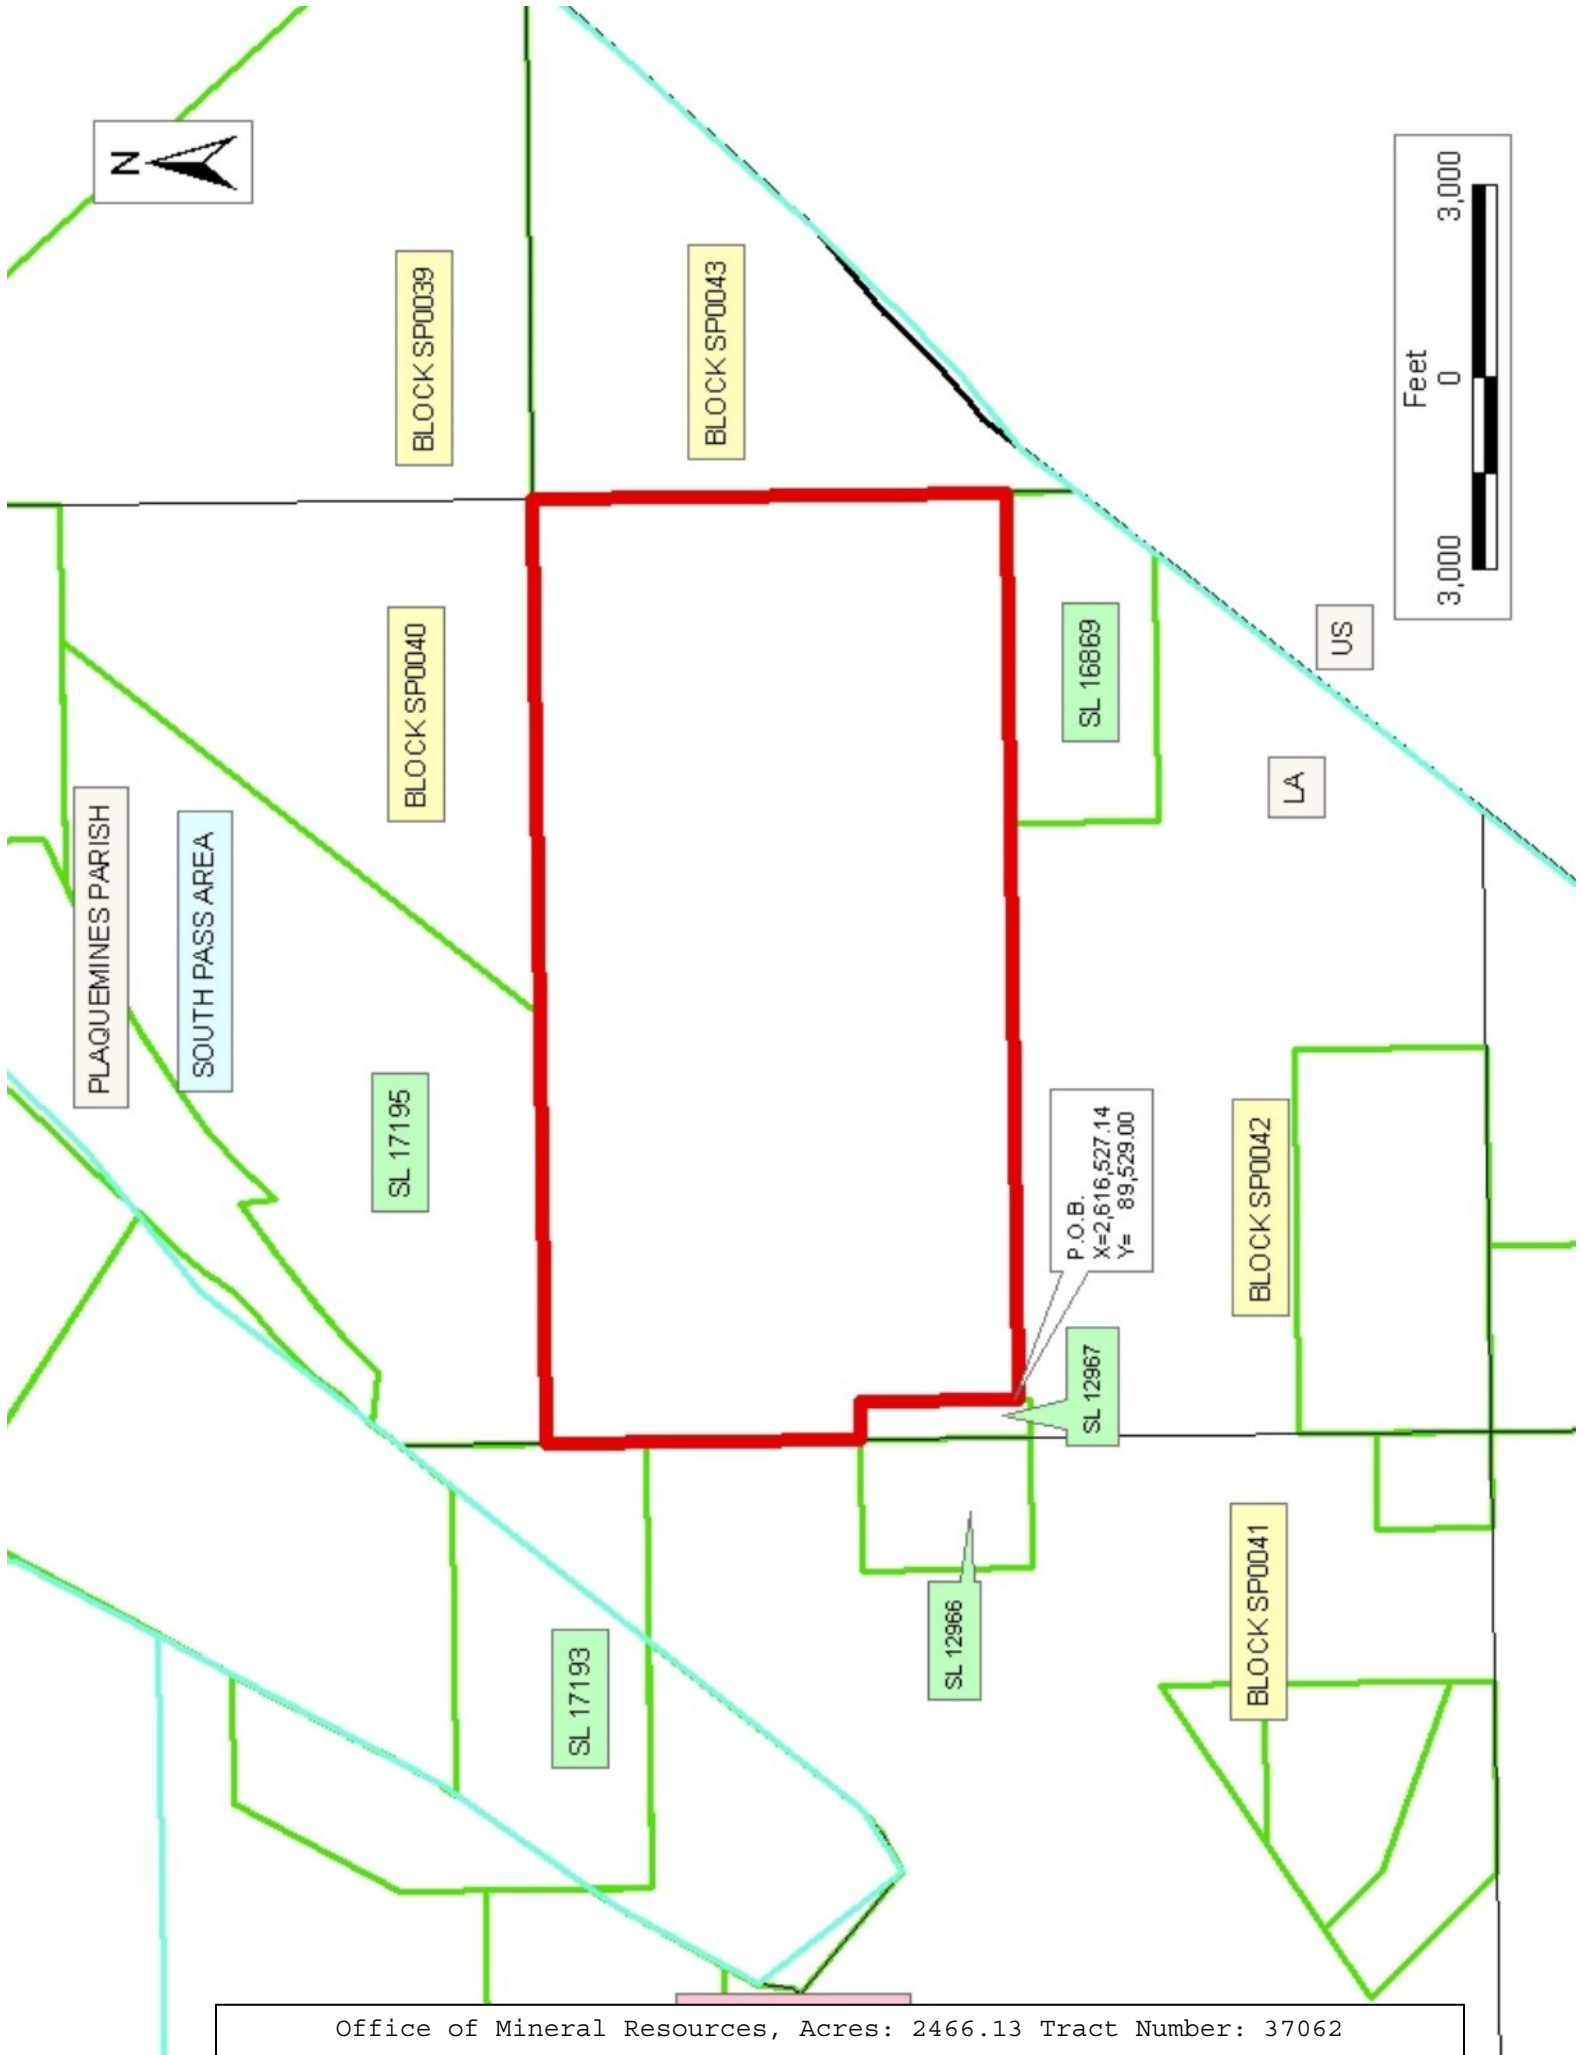 N
PLAQUEMINES PARISH
SOUTH PASS AREA
BLOCK SP0039
BLOCK SP0040
SL 17195
BLOCK SP0043
SL 17193
SL 16869
P.O.B.
X=2,616,527.14
Y= 89,529.00
SL 12967
SL 12966
BLOCK SP0042
BLOCK SP0041
LA
US
Feet
3,000 0 3,000
Office of Mineral Resources, Acres: 2466.13 Tract Number: 37062